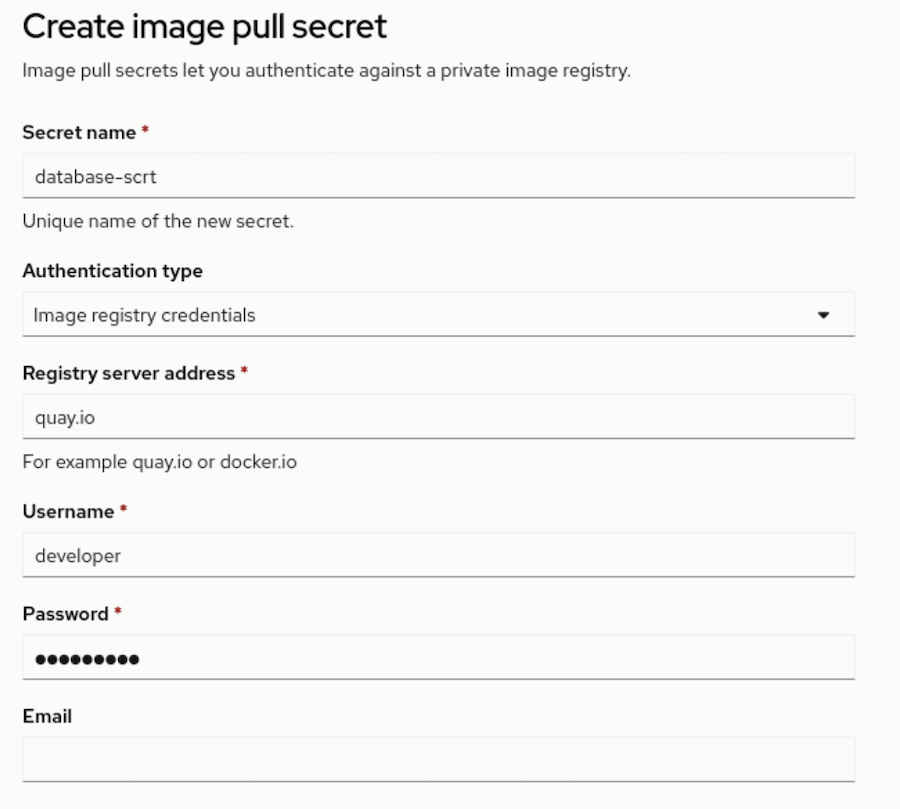 Create image pull secret
Image pull secrets let you authenticate against a private image registry.
Secret name *
database-scrt
Unique name of the new secret.
Authentication type
Image registry credentials
Registry server address *
quay.io
For example quay.io or docker.io
Username *
developer
Password *
●●●●●●●●●
Email